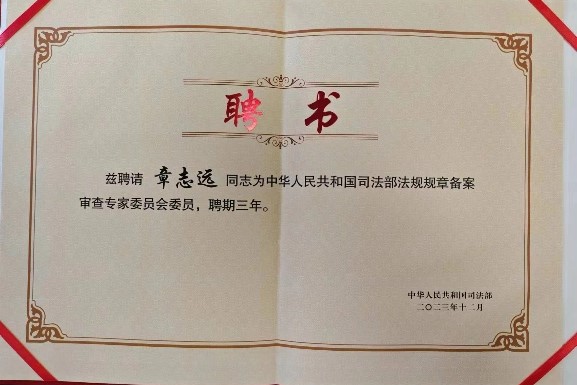 聘书
兹聘请 章志远 同志为中华人民共和国司法部法规规章备案
审查专家委员会委员，聘期三年。
中华人民共和国司法部
二〇二三年十二月